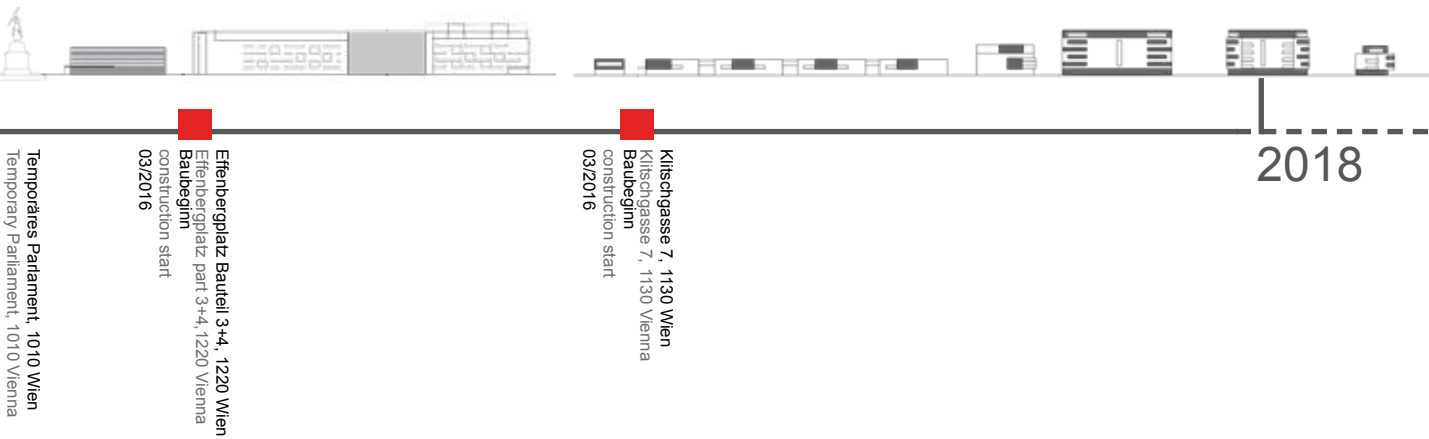 Temporäres Parlament, 1010 Wien
Temporary Parliament, 1010 Vienna
Effenbergplatz Bauteil 3+4, 1220 Wien
Effenbergplatz part 3+4,1220 Vienna
Baubeginn
construction start
03/2016
Klitschgasse 7, 1130 Wien
Klitschgasse 7, 1130 Vienna
Baubeginn
construction start
03/2016
2018